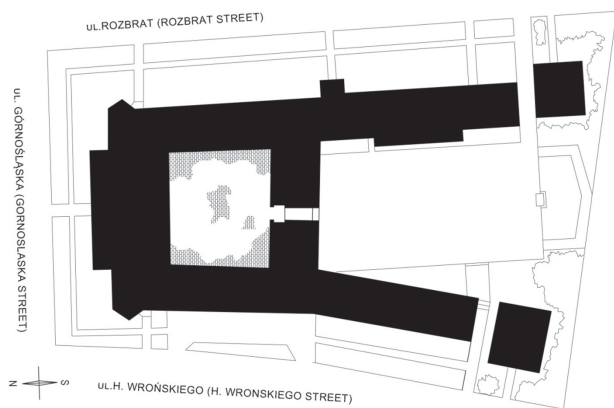 uL.ROZBRAT (ROZBRAT STREET)
uL. GÓRNOŚLĄSKA (GORNOSLASKA STREET)
N S
uL.H. WROŃSKIEGO (H. WRONSKIEGO STREET)